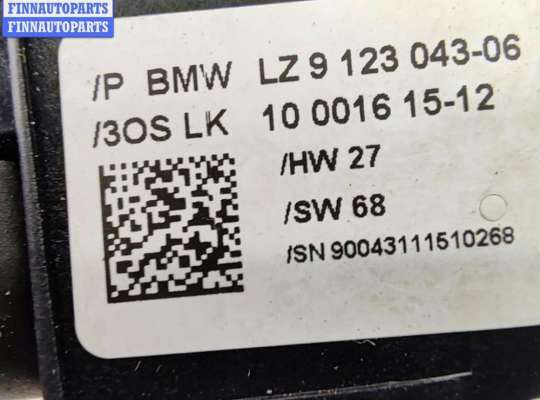 FINNAUTOPARTS
FINNAUTOPARTS
/P BMW LZ 9 123 043-06
/3OS LK 10 0016 15-12
/HW 27
/SW 68
/SN 90043111510268